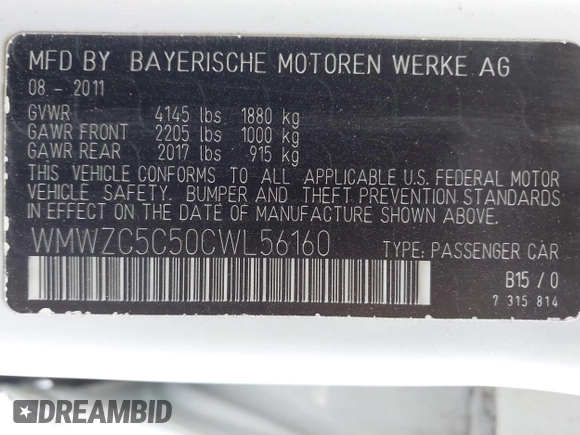 MFD BY BAYERISCHE MOTOREN WERKE AG
08 - 2011
GVWR 4145 lbs. 1880 kg
GAWR FRONT 2205 lbs 1000 kg
GAWR REAR 2017 lbs 915 kg
THIS VEHICLE CONFORMS TO ALL APPLICABLE U.S. FEDERAL MOTOR
VEHICLE SAFETY. BUMPER AND THEFT PREVENTION STANDARDS
IN EFFECT ON THE DATE OF MANUFACTURE SHOWN ABOVE.
WMWZC5C50CWL56160 TYPE: PASSENGER CAR
B15 / 0
7 315 814
DREAMBID